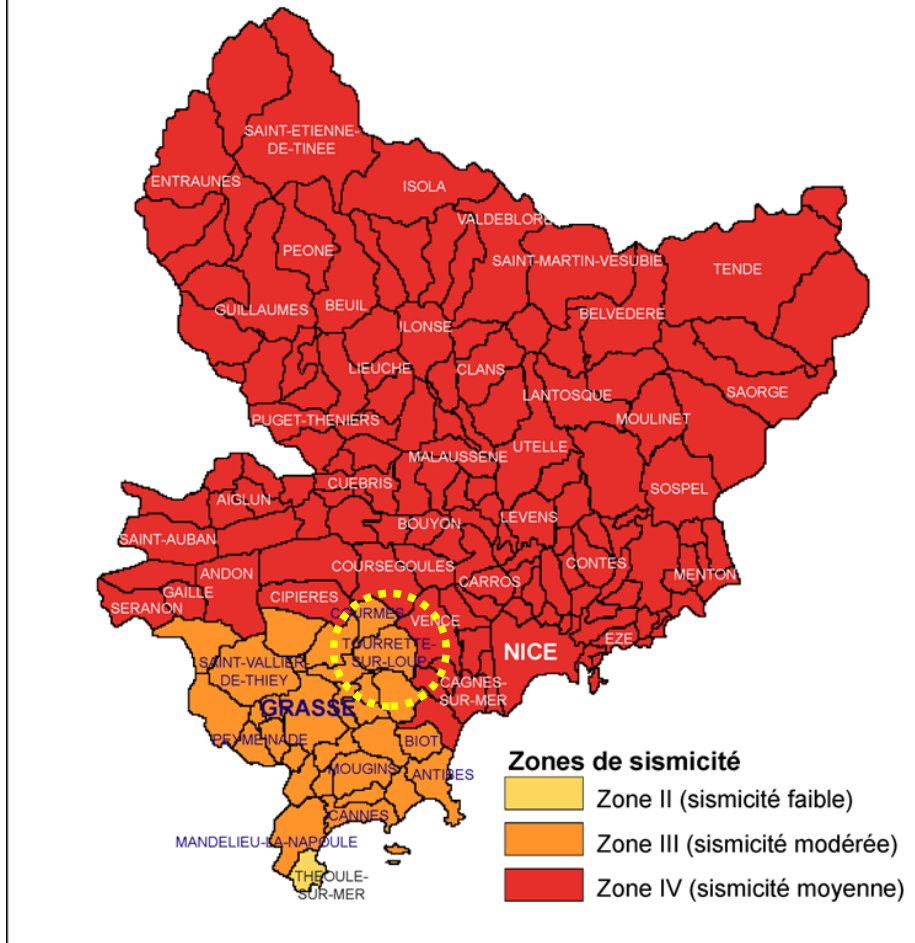 SAINT-ETIENNE-
DE-TINEE
ENTRAUNES
ISOLA
VALDEBLORE
PEONE
SAINT-MARTIN-VESUBIE
TENDE
GUILLAUMES
BEUIL
BELVEDERE
ILONSE
LIEUCHE
CLANS
LANTOSQUE
SAORGE
PUGET-THENIERS
MOULINET
UTELLE
MALAUSSENE
CUEBRIS
SOSPEL
AIGLUN
LEVENS
BOUYON
SAINT-AUBAN
CONTES
COURSEGOULES
ANDON
CARROS
MENTON
GAILLE
CIPIERES
SERANON
COURMES
VENCE
EZE
TOURRETTE-
SUR-LOUP
NICE
SAINT-VALLIER
DE-THIEY
CAGNES-
SUR-MER
GRASSE
PEYMEINADE
BIOT
MOUGINS
ANTIBES
CANNES
MANDELIEU-LA-NAPOULE
THEOULE-
SUR-MER
Zones de sismicité
Zone II (sismicité faible)
Zone III (sismicité modérée)
Zone IV (sismicité moyenne)